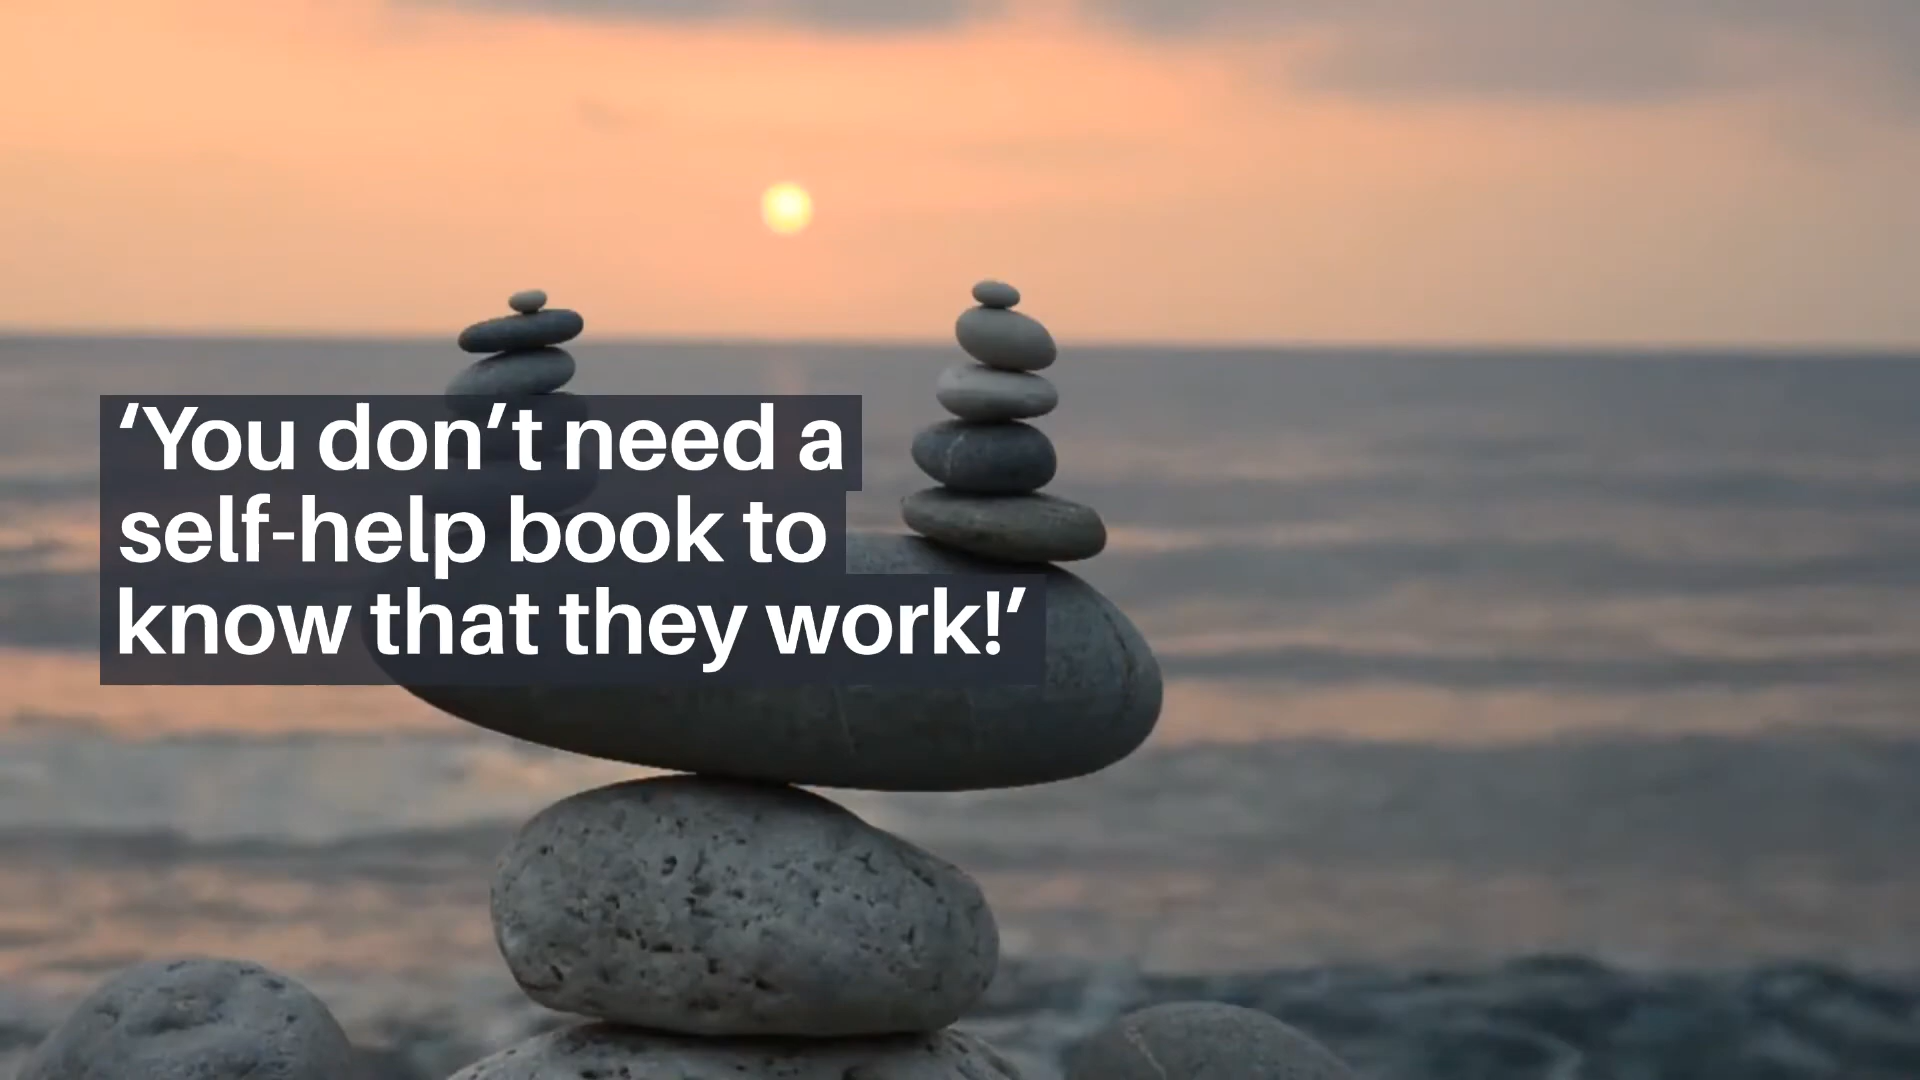 ‘You don’t need a
self-help book to
know that they work!’